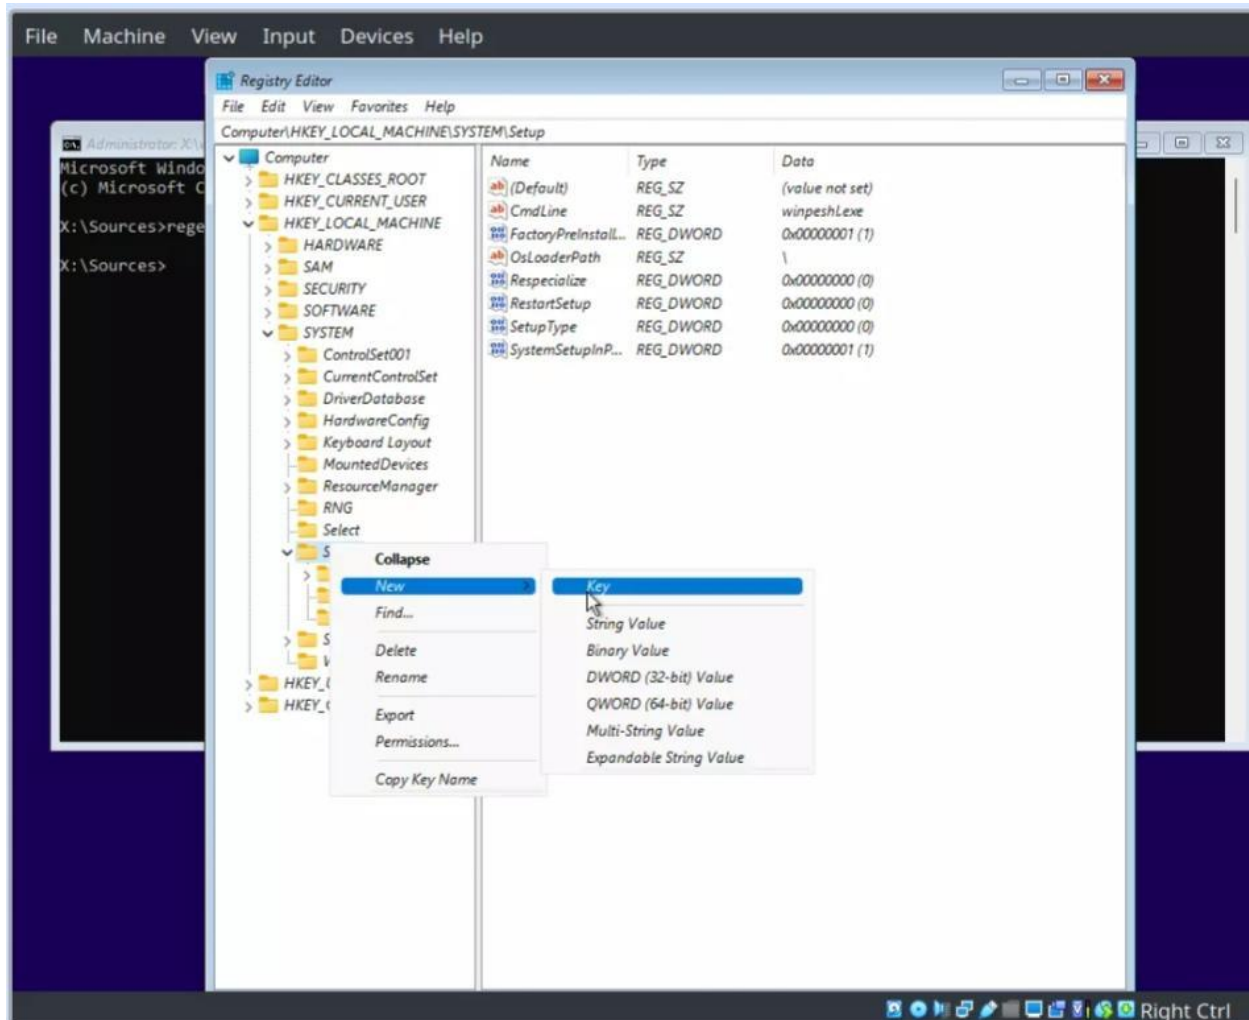 File Machine View Input Devices Help
Registry Editor
File Edit View Favorites Help
Computer\HKEY_LOCAL_MACHINE\SYSTEM\Setup
Administrator: X:\
Microsoft Windo
(c) Microsoft C
X:\Sources>rege
X:\Sources>
Computer
HKEY_CLASSES_ROOT
HKEY_CURRENT_USER
HKEY_LOCAL_MACHINE
HARDWARE
SAM
SECURITY
SOFTWARE
SYSTEM
ControlSet001
CurrentControlSet
DriverDatabase
HardwareConfig
Keyboard Layout
MountedDevices
ResourceManager
RNG
Select
S
S
HKEY_
HKEY_
Name Type Data
(Default) REG_SZ (value not set)
CmdLine REG_SZ winpeshl.exe
FactoryPreInstall... REG_DWORD 0x00000001 (1)
OsLoaderPath REG_SZ \
Respecialize REG_DWORD 0x00000000 (0)
RestartSetup REG_DWORD 0x00000000 (0)
SetupType REG_DWORD 0x00000000 (0)
SystemSetupInP... REG_DWORD 0x00000001 (1)
Collapse
New
Find...
Delete
Rename
Export
Permissions...
Copy Key Name
Key
String Value
Binary Value
DWORD (32-bit) Value
QWORD (64-bit) Value
Multi-String Value
Expandable String Value
Right Ctrl